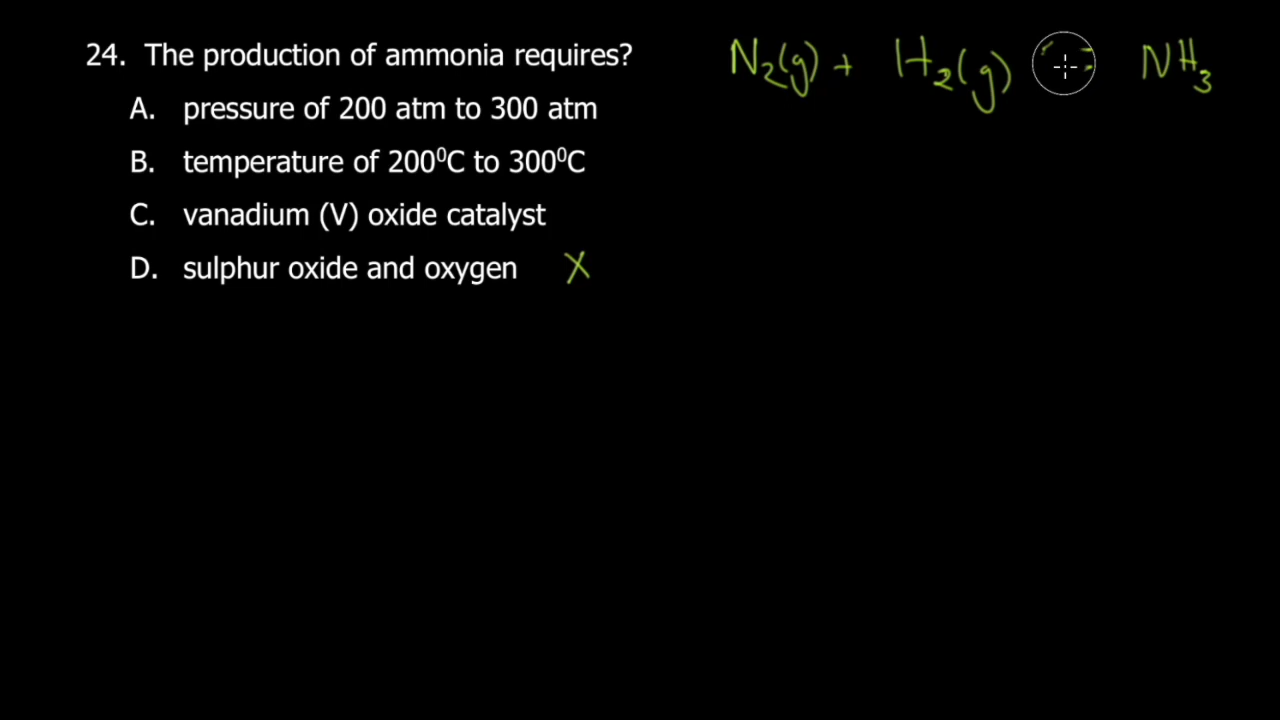 24. The production of ammonia requires?
A. pressure of 200 atm to 300 atm
B. temperature of 200⁰C to 300⁰C
C. vanadium (V) oxide catalyst
D. sulphur oxide and oxygen X
N₂(g) + H₂(g) NH₃